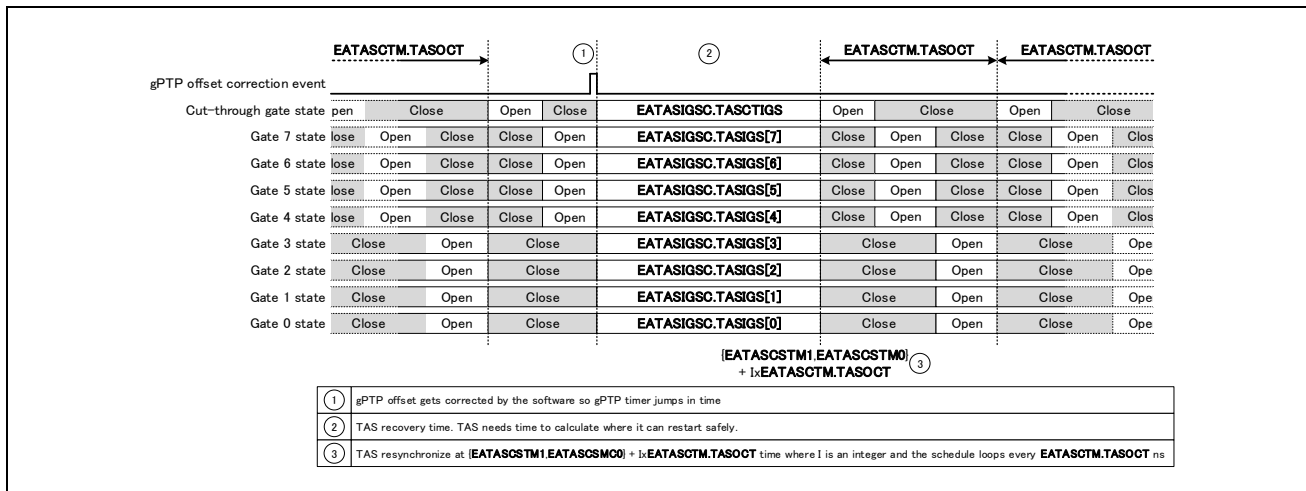 EATASCTM.TASOCT 1 2 EATASCTM.TASOCT EATASCTM.TASOCT
gPTP offset correction event
Cut-through gate state pen Close Open Close EATASIGSC.TASCTIGS Open Close Open Close
Gate 7 state lose Open Close Close Open EATASIGSC.TASIGS[7] Close Open Close Close Open Clos
Gate 6 state lose Open Close Close Open EATASIGSC.TASIGS[6] Close Open Close Close Open Clos
Gate 5 state lose Open Close Close Open EATASIGSC.TASIGS[5] Close Open Close Close Open Clos
Gate 4 state lose Open Close Close Open EATASIGSC.TASIGS[4] Close Open Close Close Open Clos
Gate 3 state Close Open Close EATASIGSC.TASIGS[3] Close Open Close Ope
Gate 2 state Close Open Close EATASIGSC.TASIGS[2] Close Open Close Ope
Gate 1 state Close Open Close EATASIGSC.TASIGS[1] Close Open Close Ope
Gate 0 state Close Open Close EATASIGSC.TASIGS[0] Close Open Close Ope
{EATASCSTM1,EATASCSTM0}
+ IxEATASCTM.TASOCT 3
1 gPTP offset gets corrected by the software so gPTP timer jumps in time
2 TAS recovery time. TAS needs time to calculate where it can restart safely.
3 TAS resynchronize at {EATASCSTM1,EATASCSMC0} + IxEATASCTM.TASOCT time where I is an integer and the schedule loops every EATASCTM.TASOCT ns